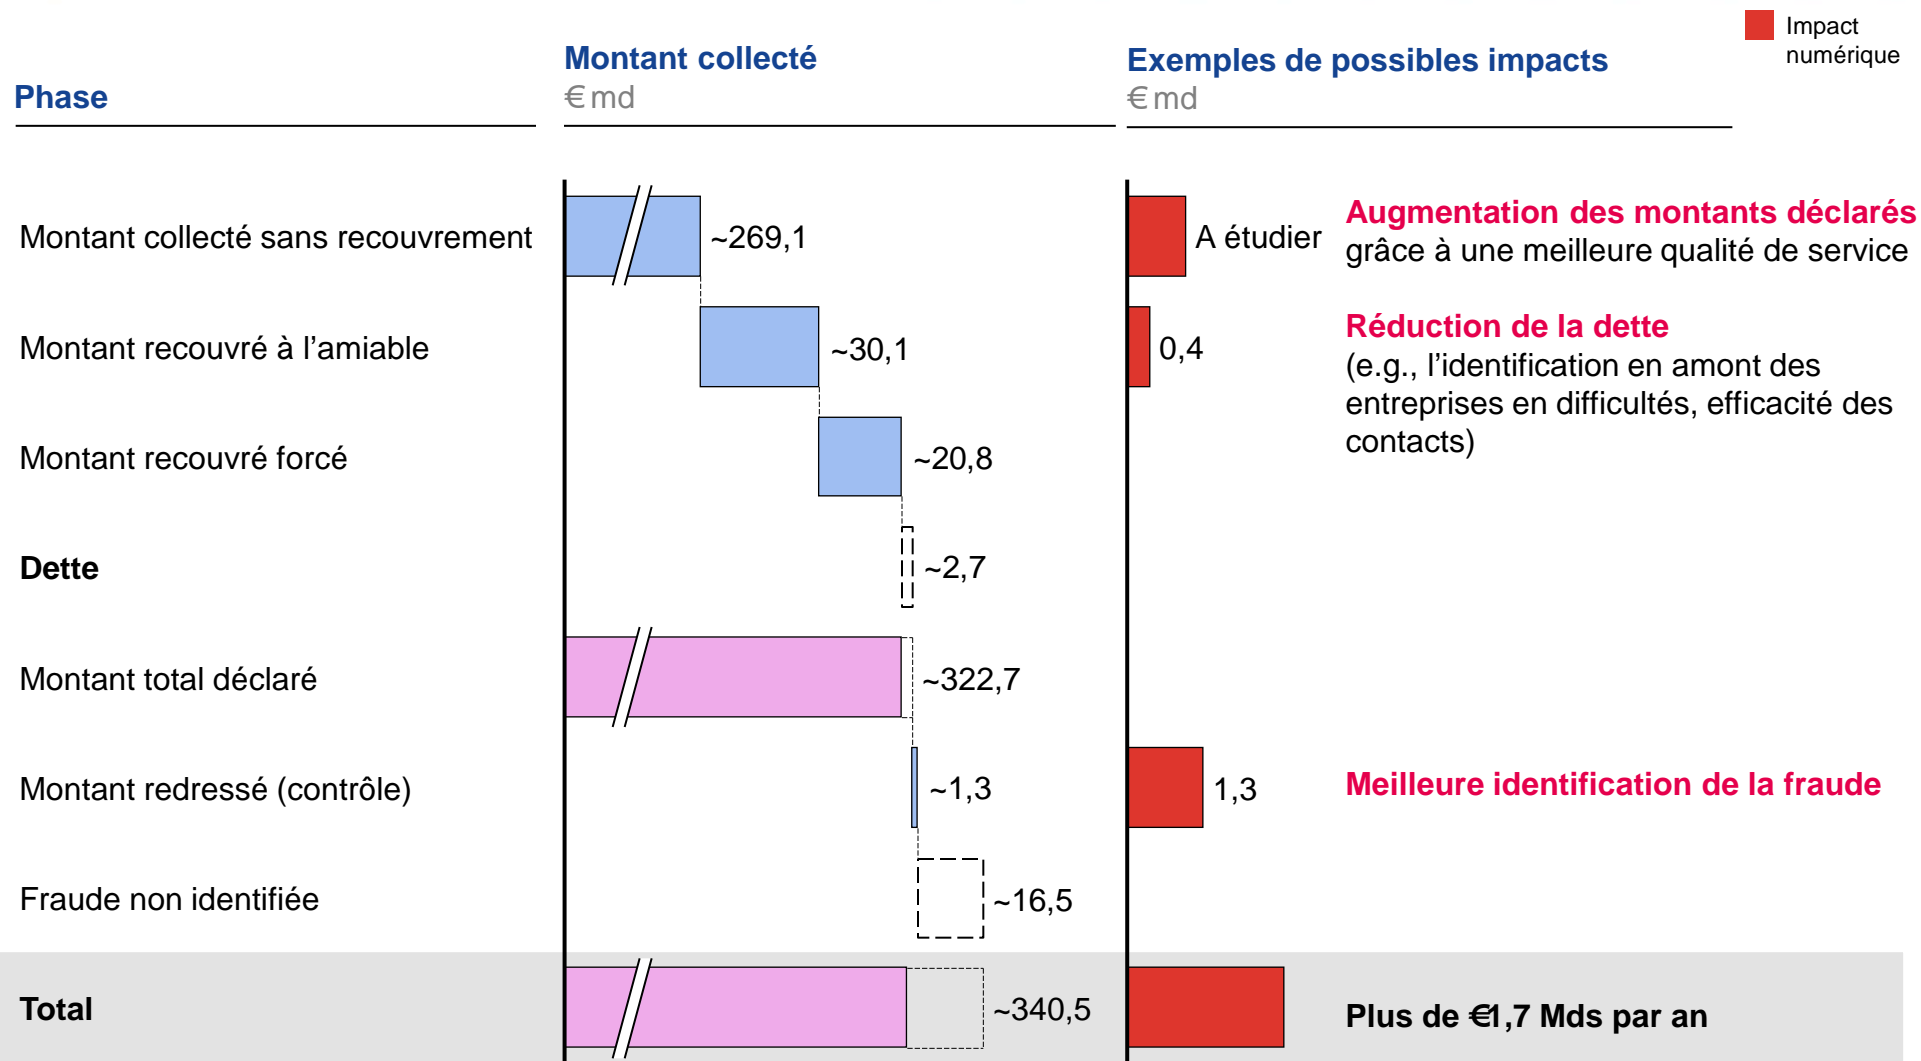 Impact
numérique
Phase
Montant collecté
€ md
Exemples de possibles impacts
€ md
Montant collecté sans recouvrement
~269,1
A étudier
Augmentation des montants déclarés
grâce à une meilleure qualité de service
Montant recouvré à l’amiable
~30,1
0,4
Réduction de la dette
(e.g., l’identification en amont des
entreprises en difficultés, efficacité des
contacts)
Montant recouvré forcé
~20,8
Dette
~2,7
Montant total déclaré
~322,7
Montant redressé (contrôle)
~1,3
1,3
Meilleure identification de la fraude
Fraude non identifiée
~16,5
Total
~340,5
Plus de €1,7 Mds par an